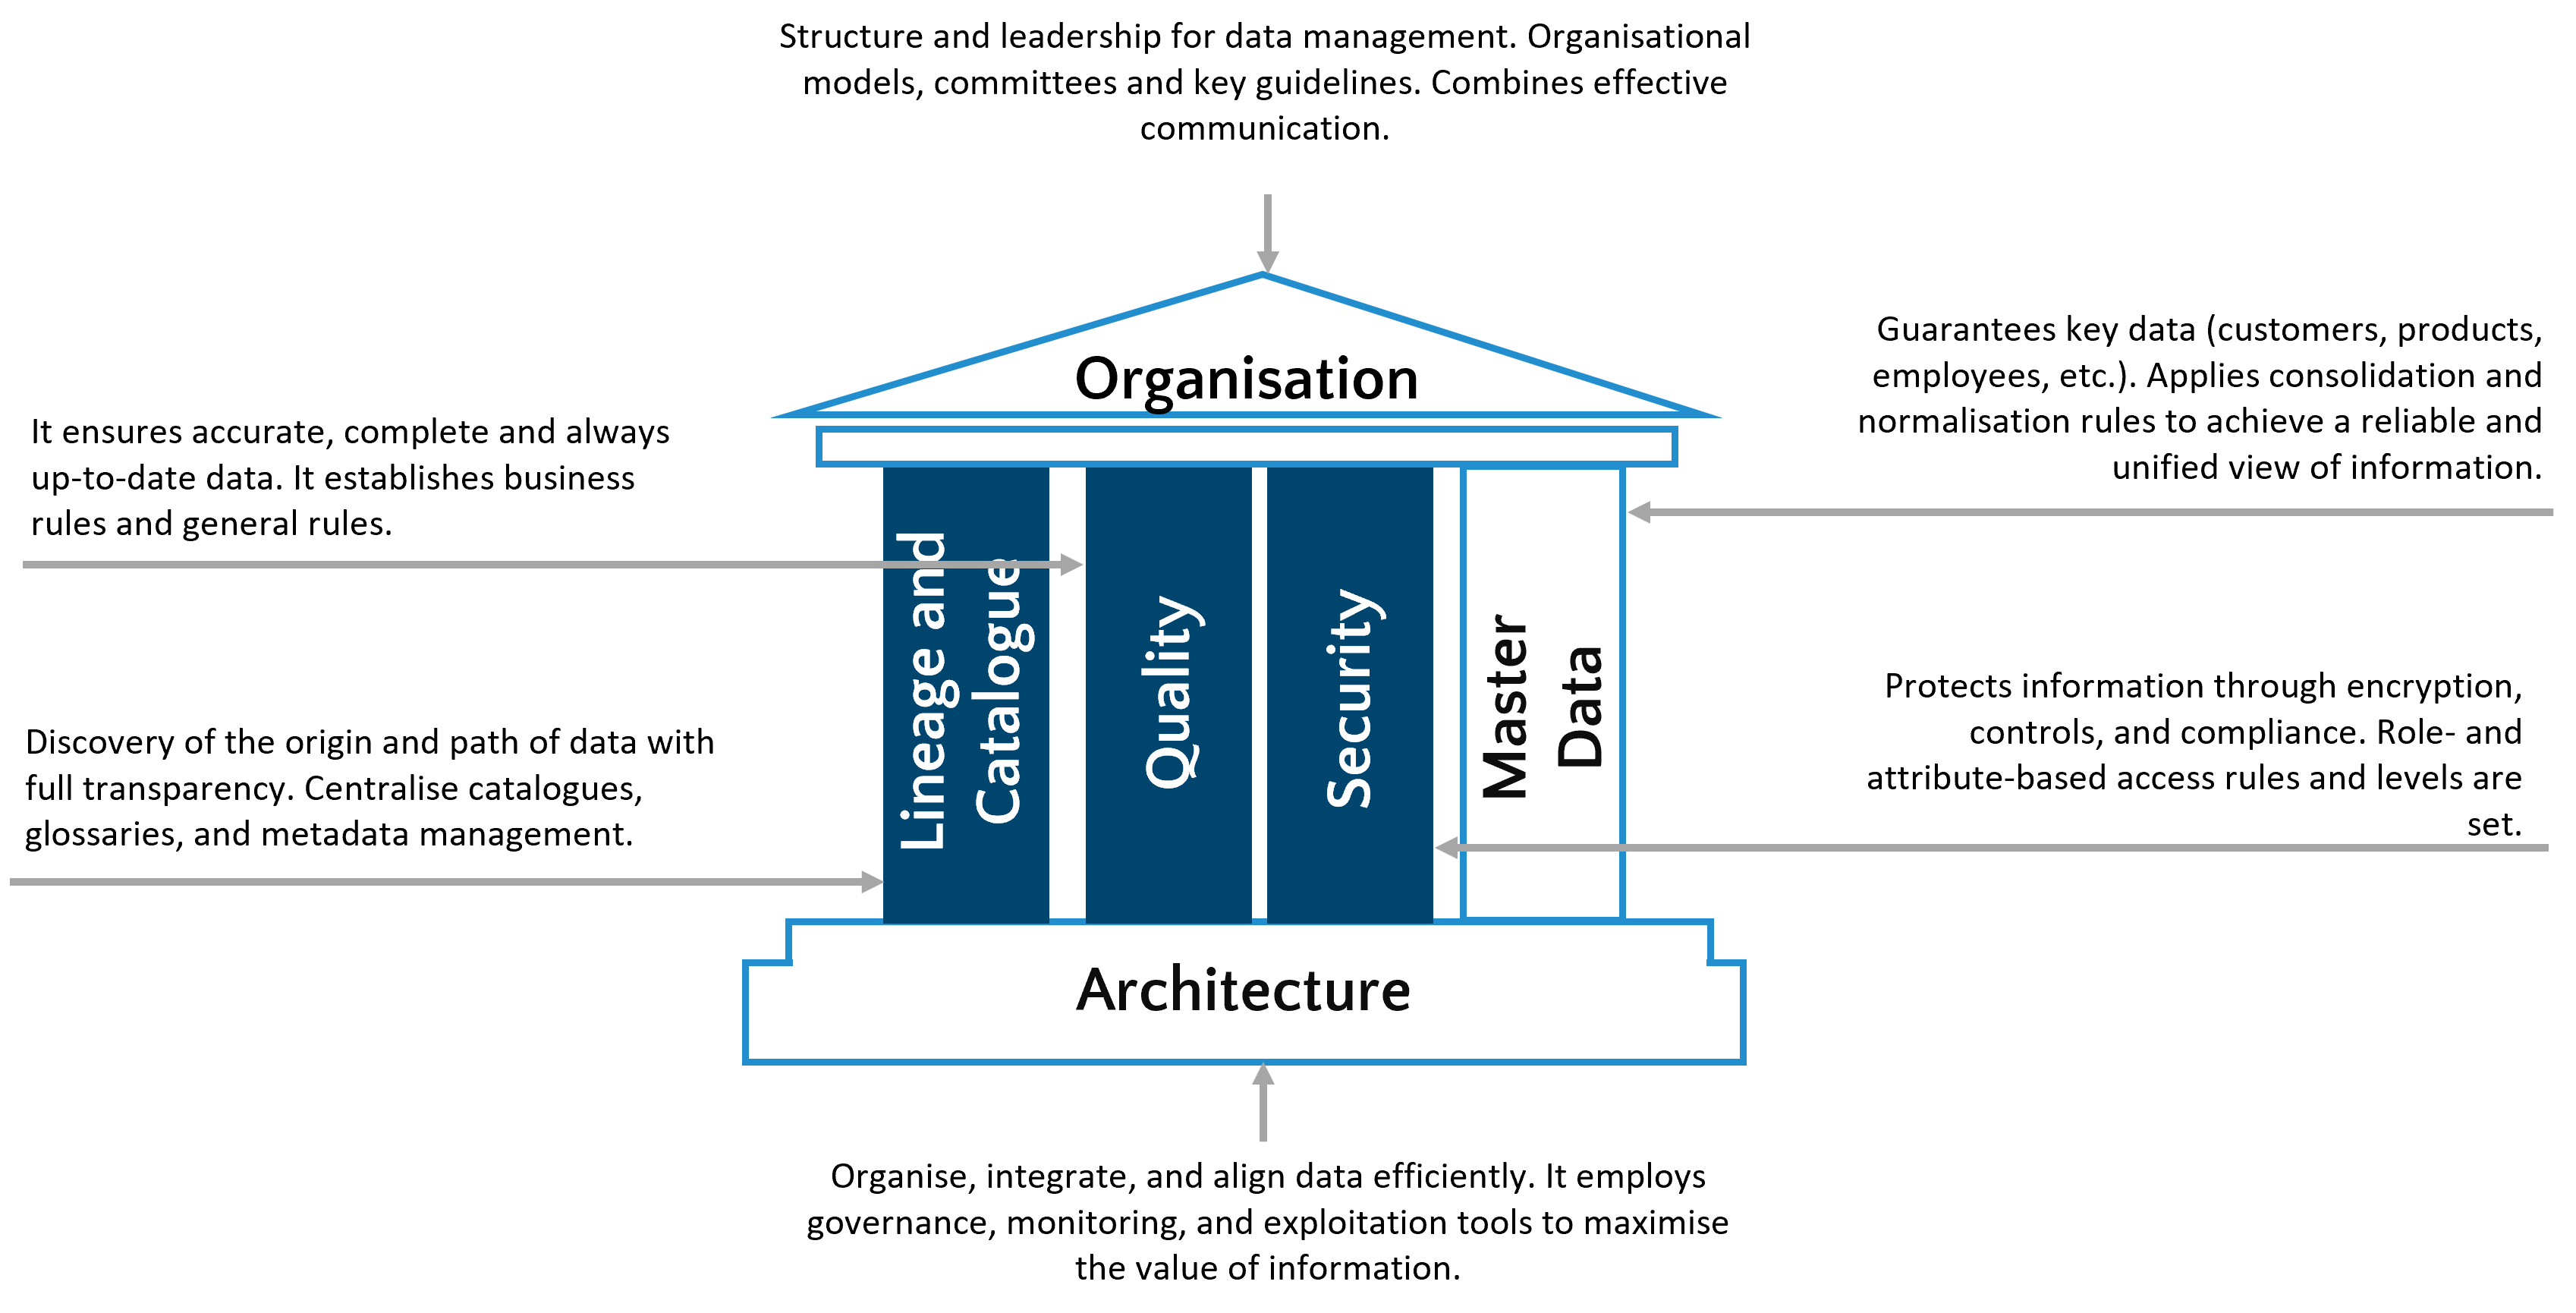 Structure and leadership for data management. Organisational
models, committees and key guidelines. Combines effective
communication.
Organisation
Guarantees key data (customers, products,
employees, etc.). Applies consolidation and
normalisation rules to achieve a reliable and
unified view of information.
It ensures accurate, complete and always
up-to-date data. It establishes business
rules and general rules.
Lineage and
Catalogue
Quality
Security
Master
Data
Protects information through encryption,
controls, and compliance. Role- and
attribute-based access rules and levels are
set.
Discovery of the origin and path of data with
full transparency. Centralise catalogues,
glossaries, and metadata management.
Architecture
Organise, integrate, and align data efficiently. It employs
governance, monitoring, and exploitation tools to maximise
the value of information.